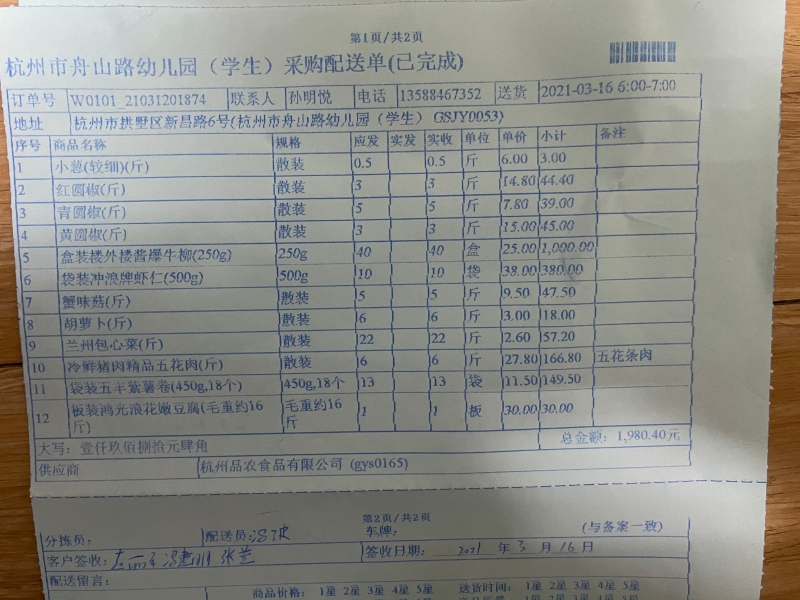 第1页/共2页
杭州市舟山路幼儿园（学生）采购配送单(已完成)
订单号 W0101_21031201874 联系人 孙明悦 电话 13588467352 送货 2021-03-16 6:00-7:00
地址 杭州市拱墅区新昌路6号(杭州市舟山路幼儿园（学生） GSJY0053)
序号 商品名称 规格 应发 实发 实收 单位 单价 小计 备注
1 小葱(较细)(斤) 散装 0.5 0.5 斤 6.00 3.00
2 红圆椒(斤) 散装 3 3 斤 14.80 44.40
3 青圆椒(斤) 散装 5 5 斤 7.80 39.00
4 黄圆椒(斤) 散装 3 3 斤 15.00 45.00
5 盒装楼外楼酱爆牛柳(250g) 250g 40 40 盒 25.00 1,000.00
6 袋装冲浪牌虾仁(500g) 500g 10 10 袋 38.00 380.00
7 蟹味菇(斤) 散装 5 5 斤 9.50 47.50
8 胡萝卜(斤) 散装 6 6 斤 3.00 18.00
9 兰州包心菜(斤) 散装 22 22 斤 2.60 57.20
10 冷鲜猪肉精品五花肉(斤) 散装 6 6 斤 27.80 166.80 五花条肉
11 袋装五丰紫薯卷(450g,18个) 450g,18个 13 13 袋 11.50 149.50
12 板装鸿光浪花嫩豆腐(毛重约16斤) 毛重约16斤 1 1 板 30.00 30.00
大写：壹仟玖佰捌拾元肆角 总金额：1,980.40元
供应商 杭州品农食品有限公司 (gys0165)
第2页/共2页
分拣员： 配送员： 车牌： (与备案一致)
客户签收： 签收日期： 2021 年 3 月 16 日
配送留言：
商品价格： 1星 2星 3星 4星 5星 送货时间： 1星 2星 3星 4星 5星